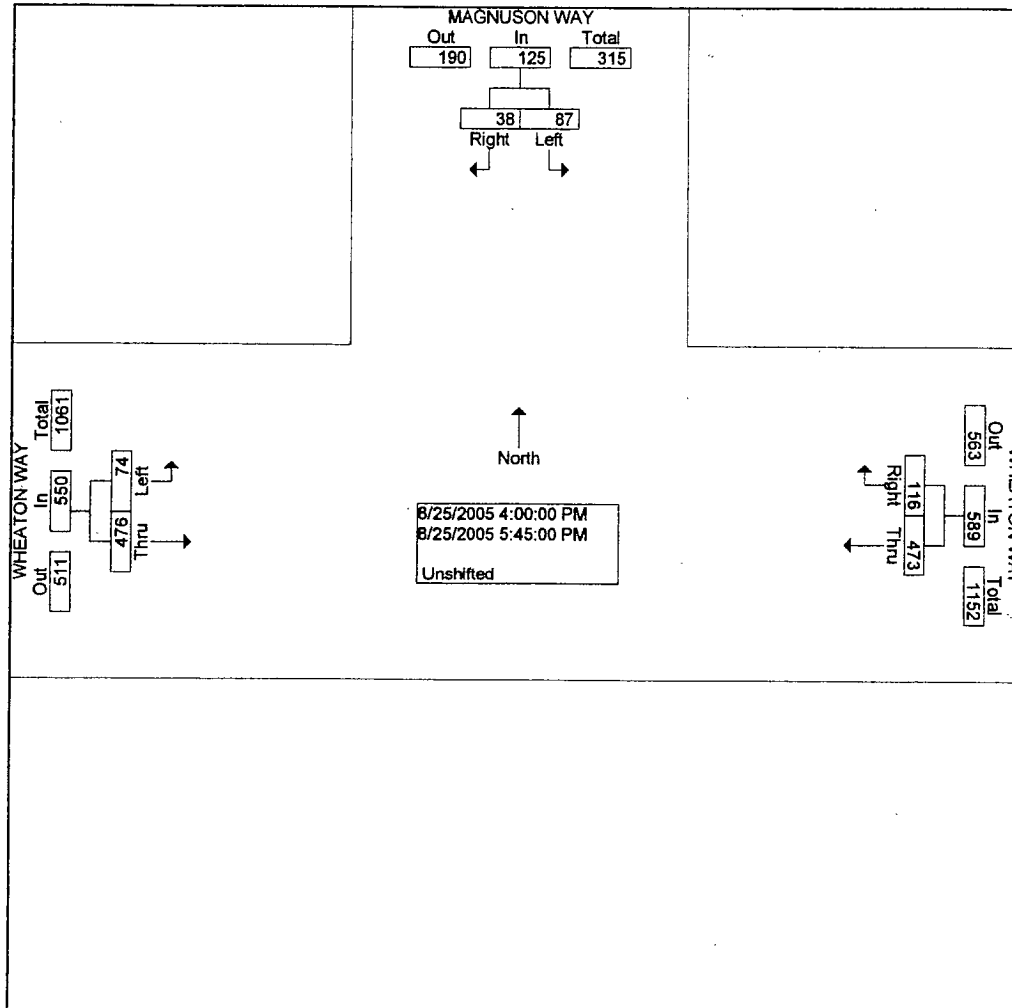 MAGNUSON WAY
Out In Total
190 125 315
38 87
Right Left
North
8/25/2005 4:00:00 PM
8/25/2005 5:45:00 PM
Unshifted
WHEATON WAY
Out In Total
511 550 1061
74 476
Left Thru
Out In Total
563 589 1152
116 473
Right Thru